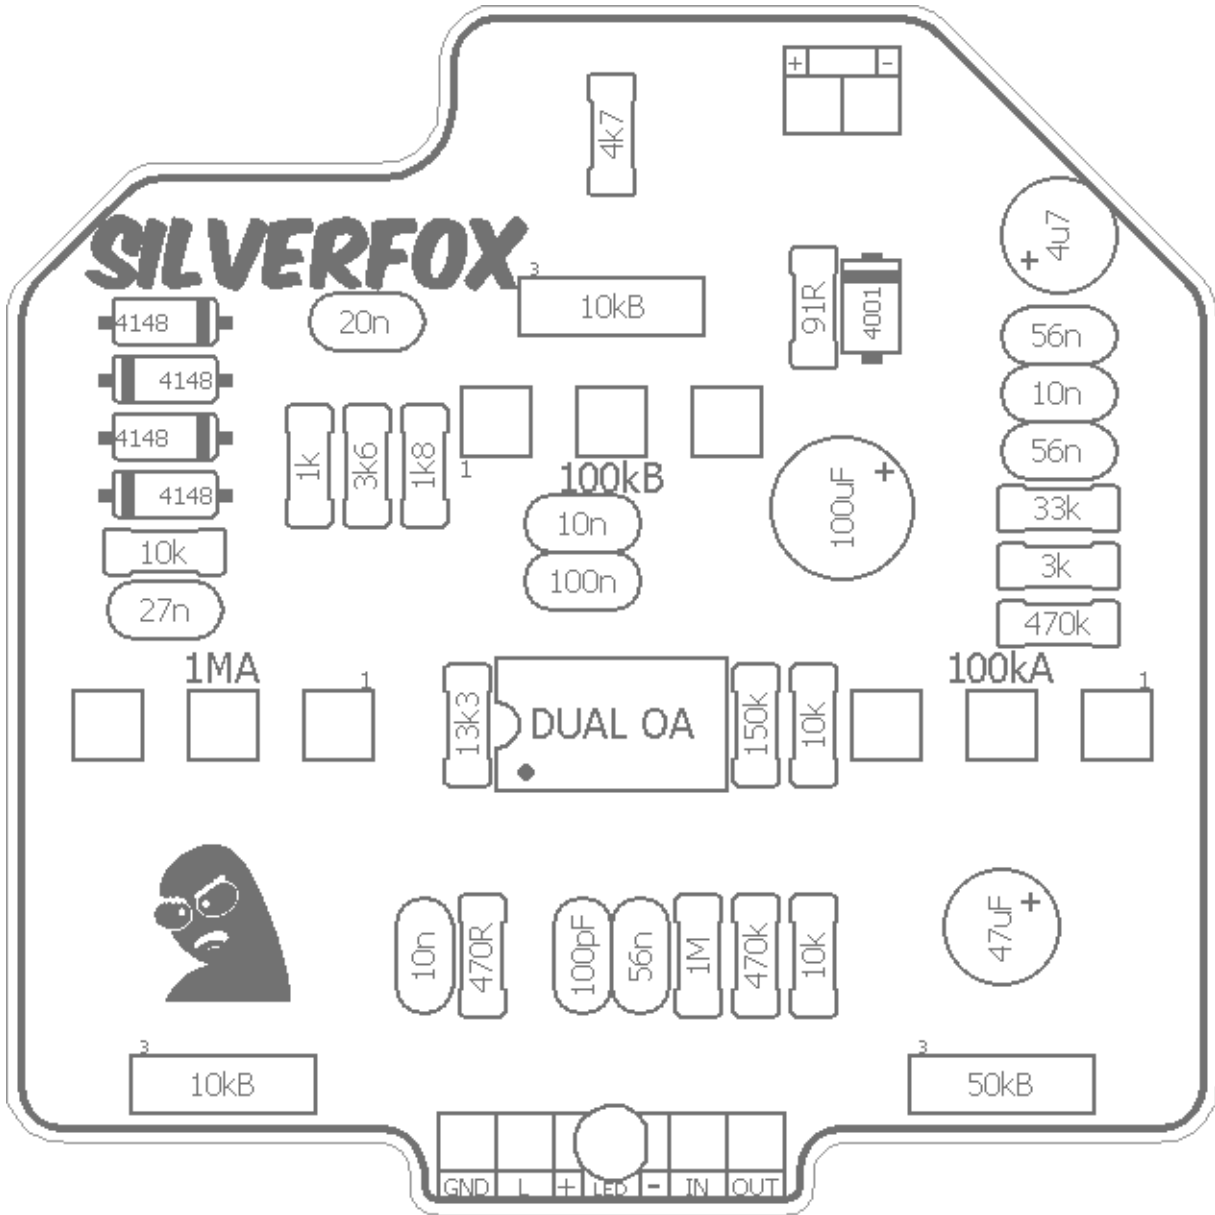 + -
4k7
SILVERFOX
4u7
+
3
10kB
91R
4001
4148
20n
56n
4148
10n
4148
1k
3k6
1k8
56n
1
100kB
+
100uF
4148
10n
33k
10k
100n
3k
27n
470k
1MA
100kA
1
1
13k3
DUAL OA
150k
10k
10n
470R
100pF
56n
1M
470k
10k
47uF
+
3
10kB
3
50kB
GND L + LED - IN OUT